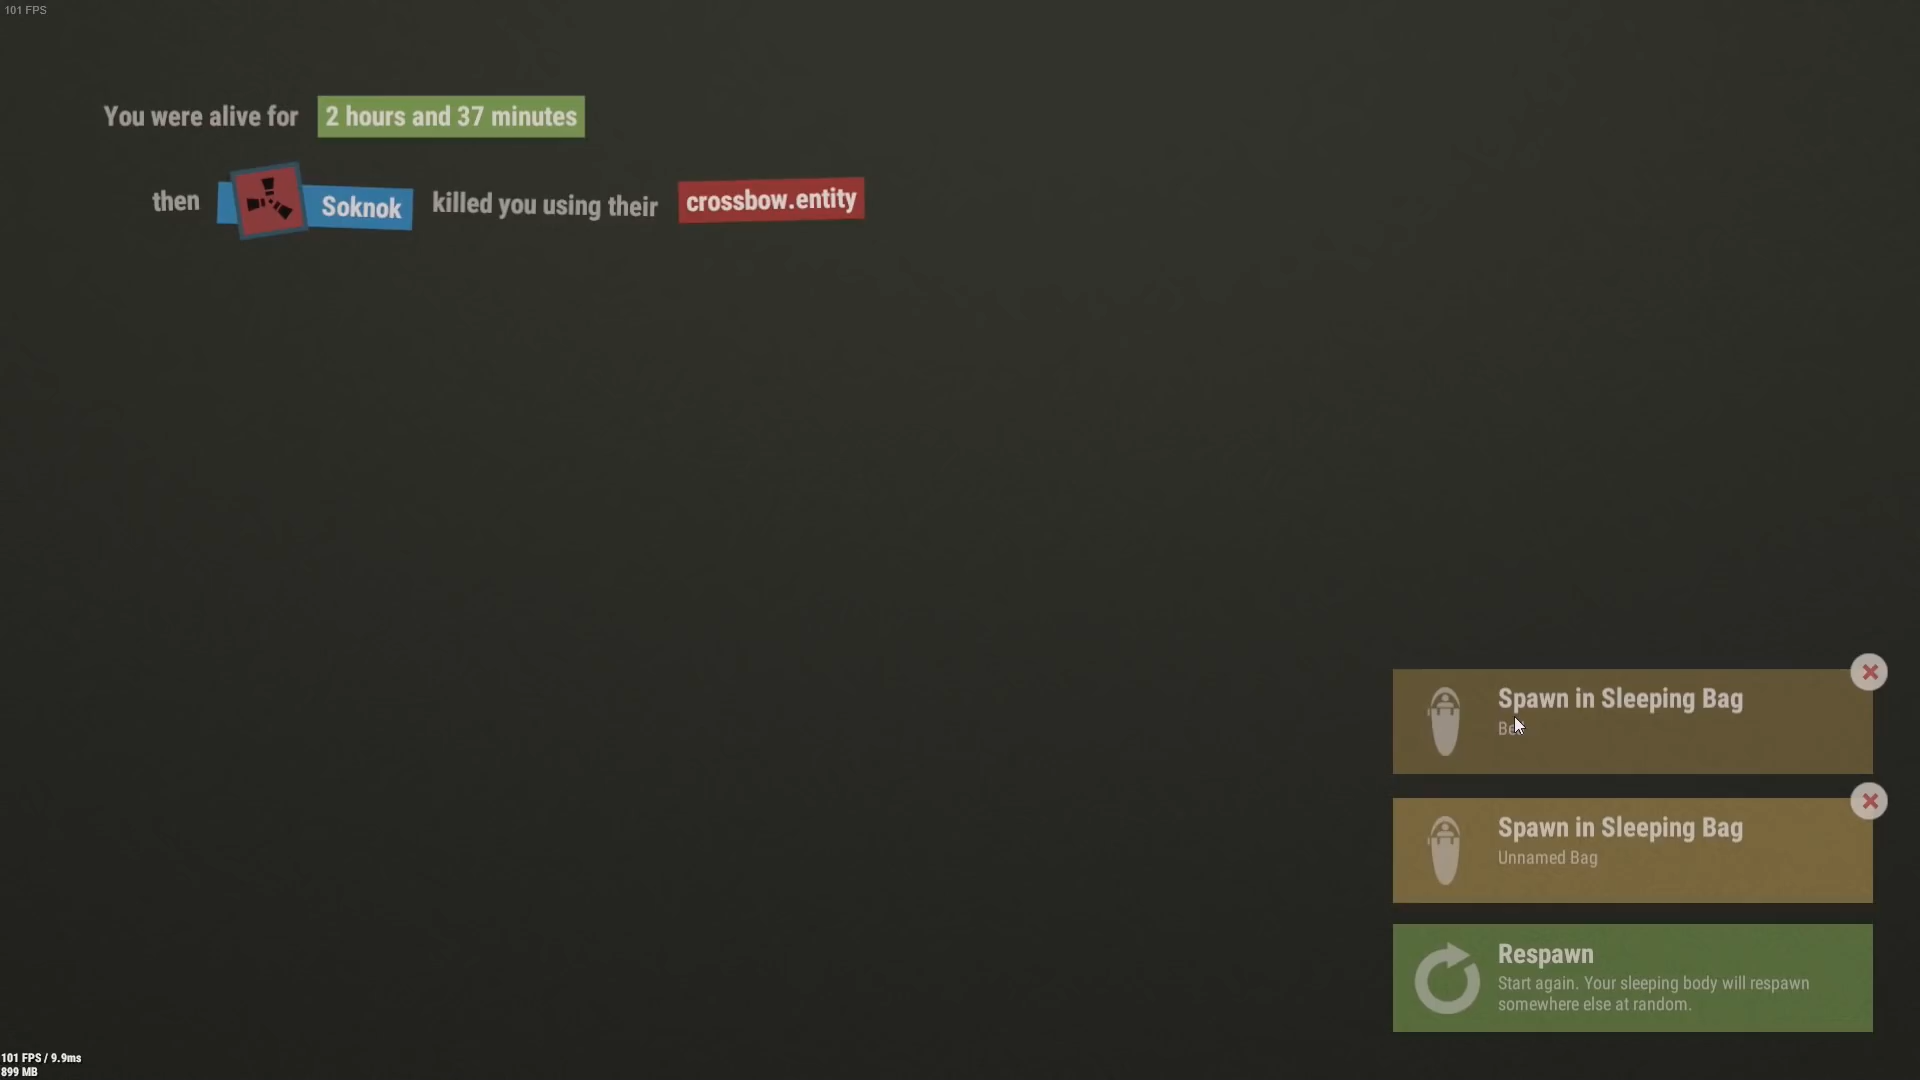 101 FPS
You were alive for 2 hours and 37 minutes
then Soknok killed you using their crossbow.entity
Spawn in Sleeping Bag
Spawn in Sleeping Bag
Unnamed Bag
Respawn
Start again. Your sleeping body will respawn
somewhere else at random.
101 FPS / 9.9ms
899 MB